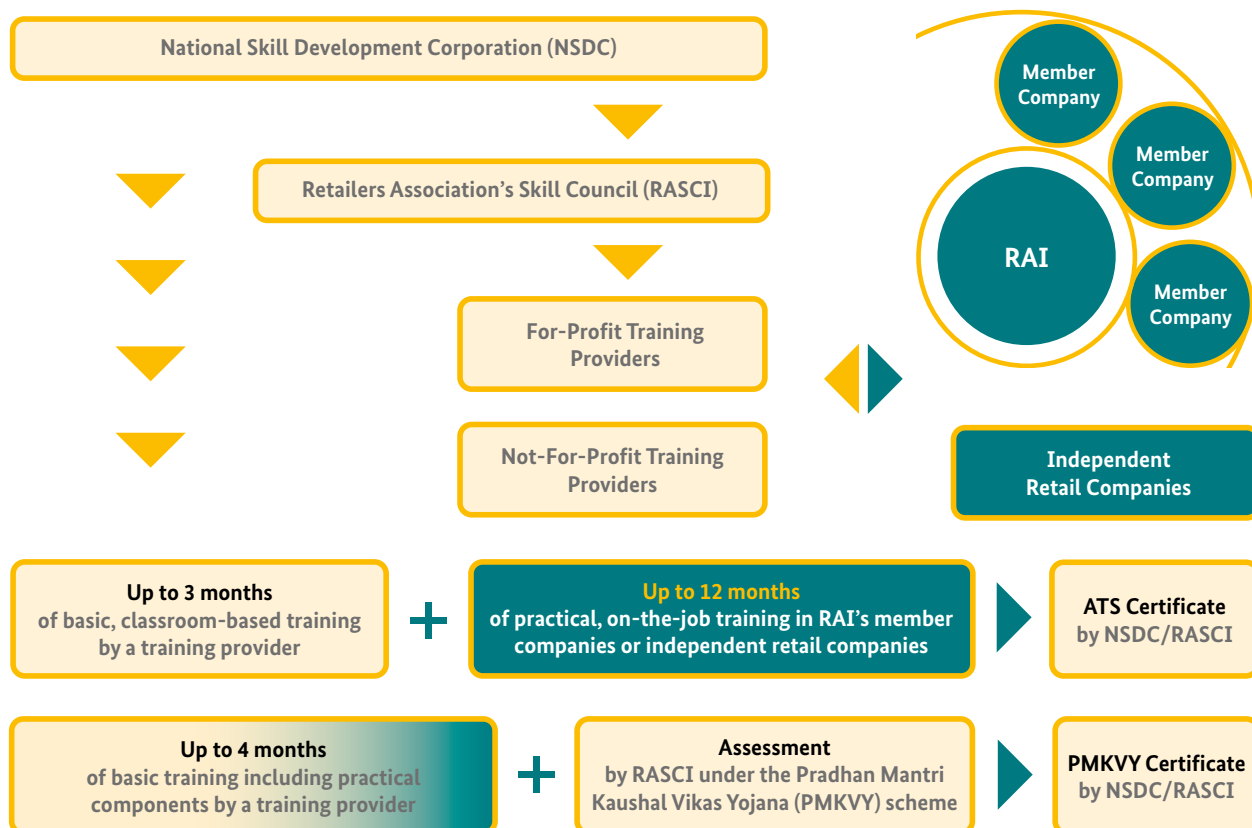 National Skill Development Corporation (NSDC)
Member
Company
Member
Company
Retailers Association's Skill Council (RASCI)
RAI
Member
Company
For-Profit Training
Providers
Not-For-Profit Training
Providers
Independent
Retail Companies
Up to 3 months
of basic, classroom-based training
by a training provider
+
Up to 12 months
of practical, on-the-job training in RAI's member
companies or independent retail companies
ATS Certificate
by NSDC/RASCI
Up to 4 months
of basic training including practical
components by a training provider
+
Assessment
by RASCI under the Pradhan Mantri
Kaushal Vikas Yojana (PMKVY) scheme
PMKVY Certificate
by NSDC/RASCI